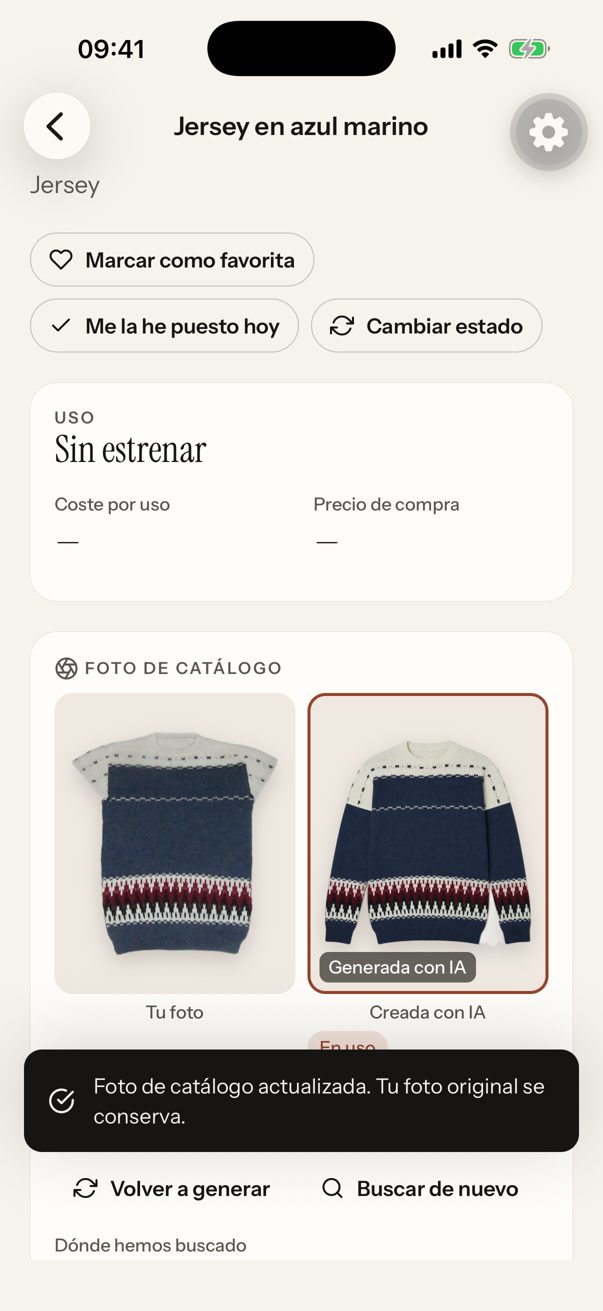 09:41
Jersey en azul marino
Jersey
Marcar como favorita
Me la he puesto hoy
Cambiar estado
USO
Sin estrenar
Coste por uso
Precio de compra
—
—
FOTO DE CATÁLOGO
Generada con IA
Tu foto
Creada con IA
En uso
Foto de catálogo actualizada. Tu foto original se
conserva.
Volver a generar
Buscar de nuevo
Dónde hemos buscado